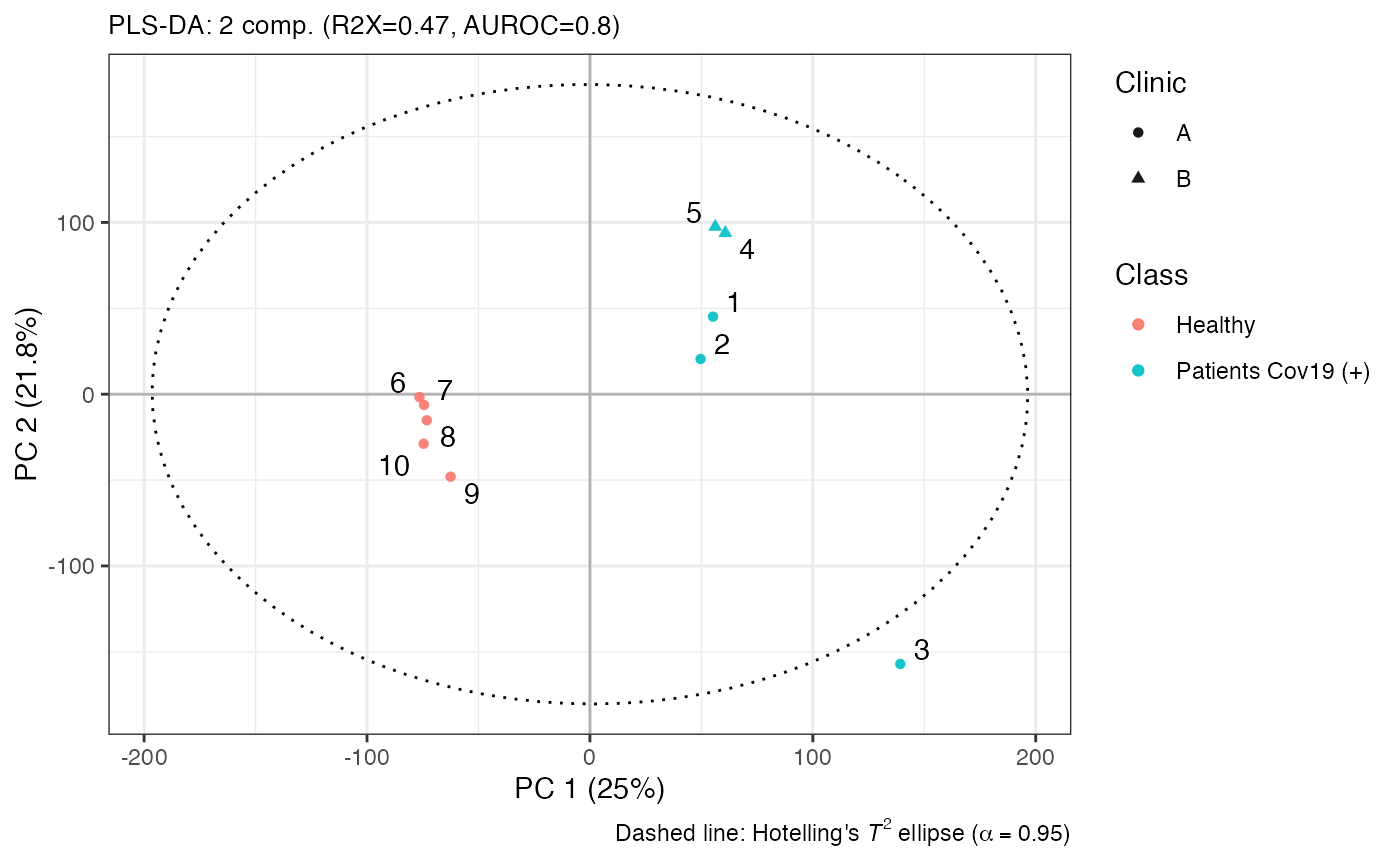 PLS-DA: 2 comp. (R2X=0.47, AUROC=0.8)
Clinic
A
B
Class
Healthy
Patients Cov19 (+)
PC 2 (21.8%)
100
0
-100
5
4
1
2
6
7
8
10
9
3
-200
-100
0
100
200
PC 1 (25%)
Dashed line: Hotelling's T² ellipse (α = 0.95)